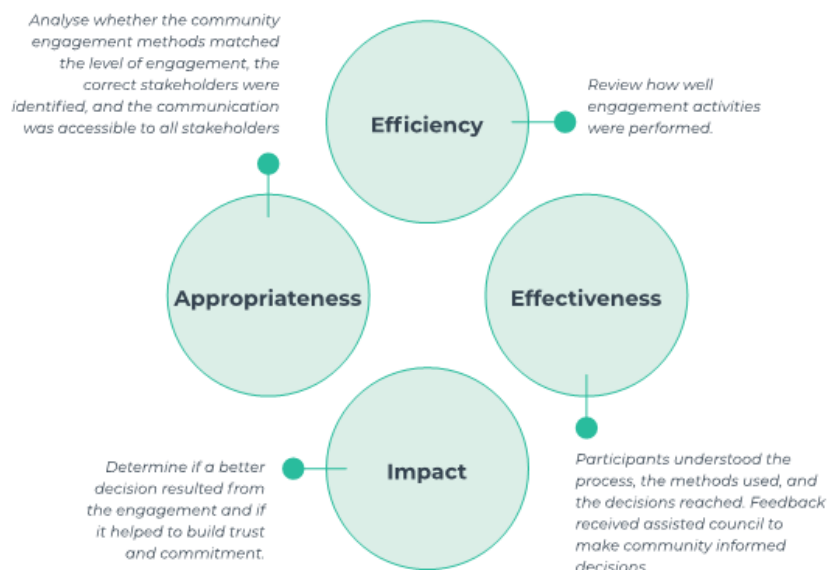 Analyse whether the community
engagement methods matched
the level of engagement, the
correct stakeholders were
identified, and the communication
was accessible to all stakeholders
Efficiency
Review how well
engagement activities
were performed.
Appropriateness
Effectiveness
Impact
Determine if a better
decision resulted from
the engagement and if
it helped to build trust
and commitment.
Participants understood the
process, the methods used, and
the decisions reached. Feedback
received assisted council to
make community informed
decisions